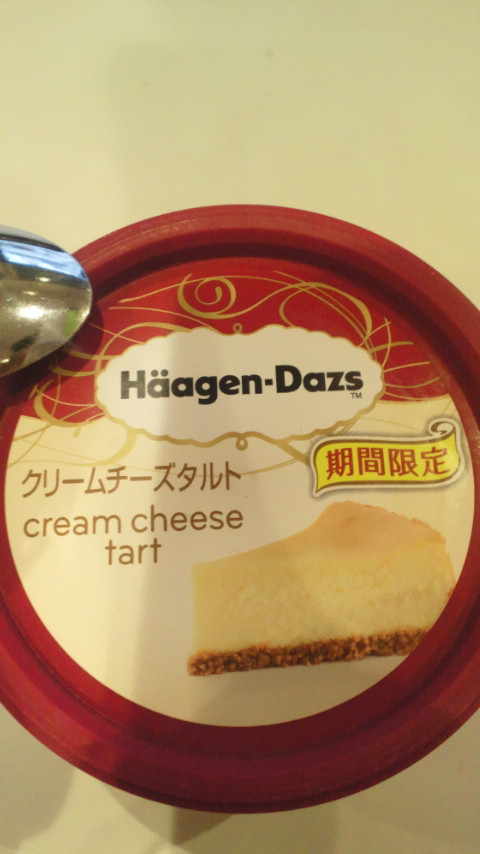 Häagen-Dazs
TM
期間限定
クリームチーズタルト
cream cheese
tart